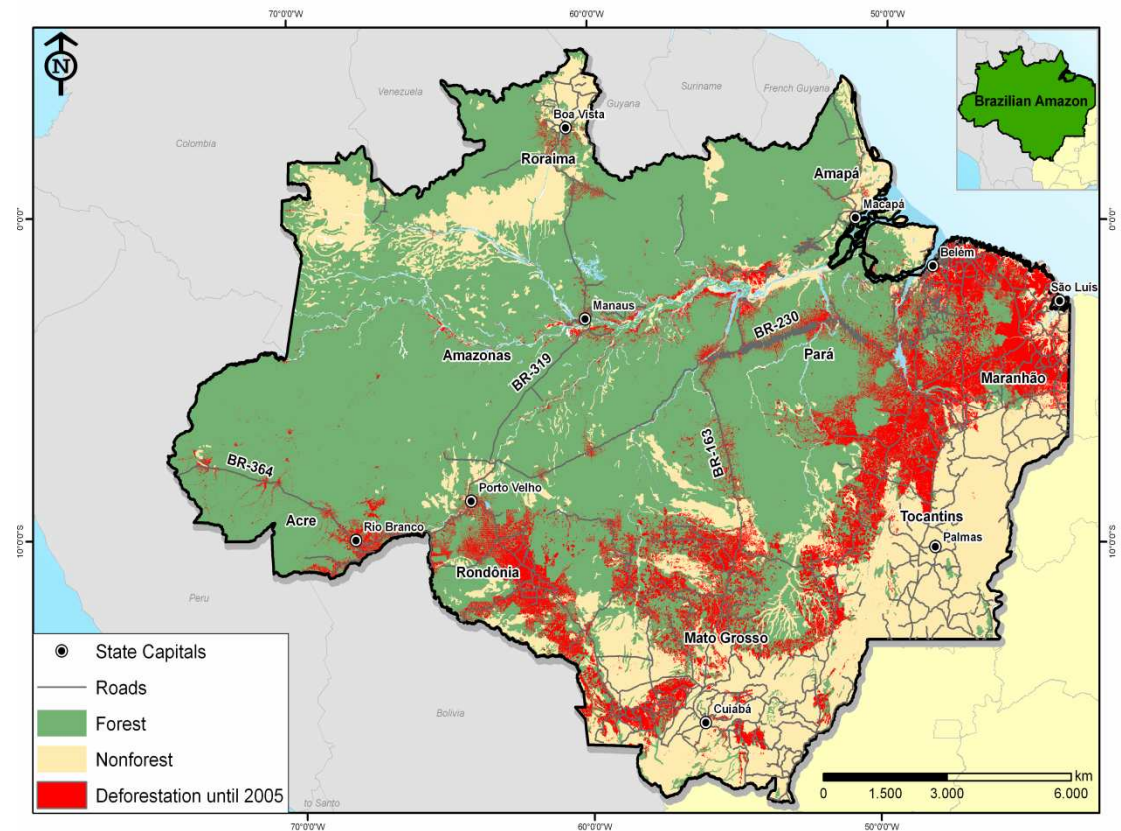 70°0'0"W
60°0'0"W
50°0'0"W
N
Venezuela
Guyana
Suriname
French Guyana
Brazilian Amazon
Colombia
Boa Vista
Roraima
Amapá
Macapá
0°0'0"
0°0'0"
Belém
São Luis
Manaus
BR-230
Amazonas
BR-319
Pará
Maranhão
BR-163
BR-364
Porto Velho
Acre
Rio Branco
Tocantins
Palmas
10°0'0"S
10°0'0"S
Rondônia
Peru
Mato Grosso
Bolivia
Cuiabá
State Capitals
Roads
Forest
Nonforest
Deforestation until 2005
to Santo
km
0
1.500
3.000
6.000
70°0'0"W
60°0'0"W
50°0'0"W